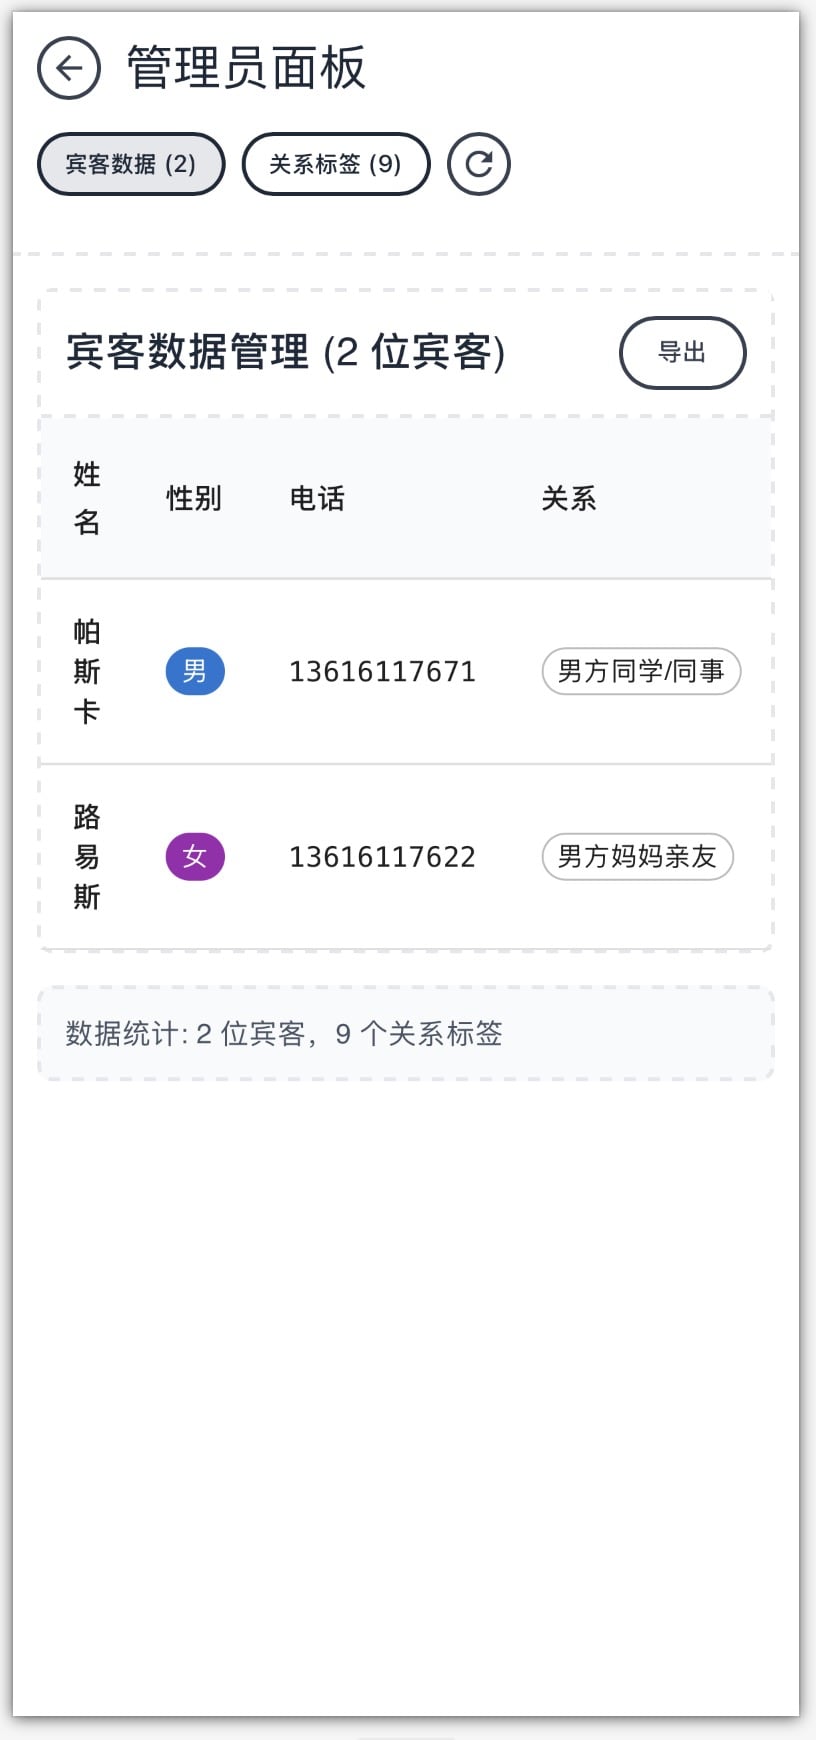 管理员面板
宾客数据 (2) 关系标签 (9)
宾客数据管理 (2 位宾客) 导出
姓名 性别 电话 关系
帕斯卡 男 13616117671 男方同学/同事
路易斯 女 13616117622 男方妈妈亲友
数据统计: 2 位宾客，9 个关系标签